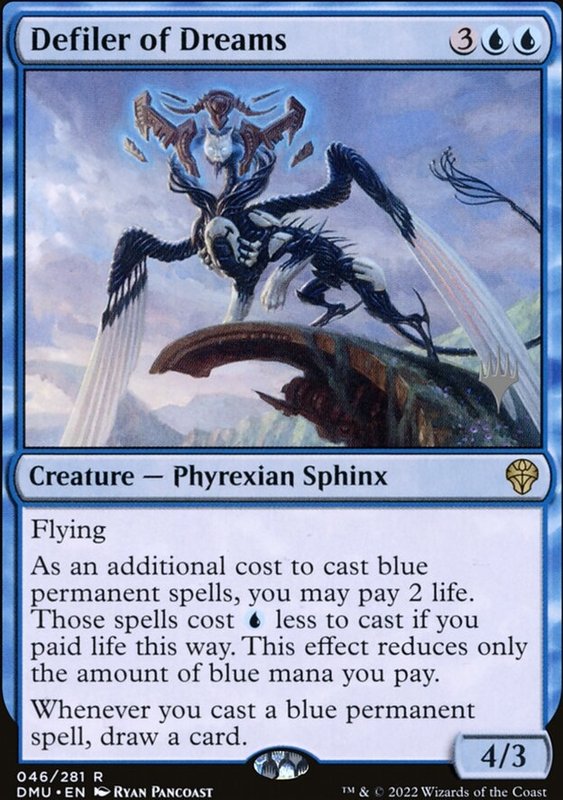 Defiler of Dreams 3
Creature — Phyrexian Sphinx
Flying
As an additional cost to cast blue
permanent spells, you may pay 2 life.
Those spells cost less to cast if you
paid life this way. This effect reduces only
the amount of blue mana you pay.
Whenever you cast a blue permanent
spell, draw a card.
4/3
046/281 R
DMU • EN Ryan Pancoast
™ & © 2022 Wizards of the Coast